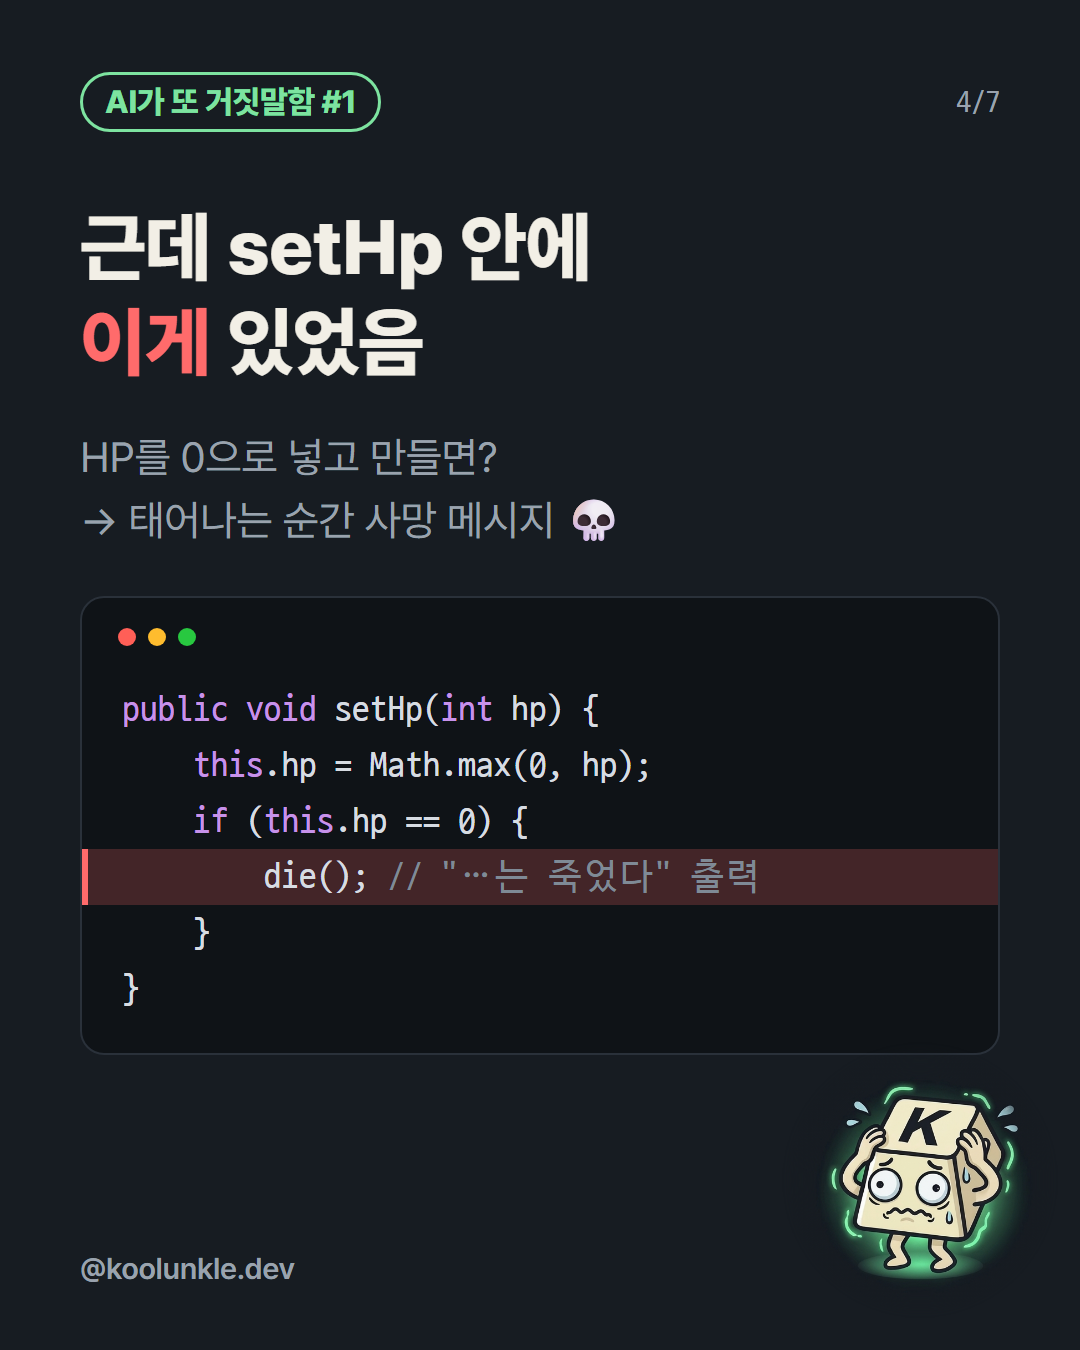 AI가 또 거짓말함 #1
4/7
근데 setHp 안에
이게 있었음
HP를 0으로 넣고 만들면?
→ 태어나는 순간 사망 메시지 💀
public void setHp(int hp) {
    this.hp = Math.max(0, hp);
    if (this.hp == 0) {
        die(); // "…는 죽었다" 출력
    }
}
K
@koolunkle.dev